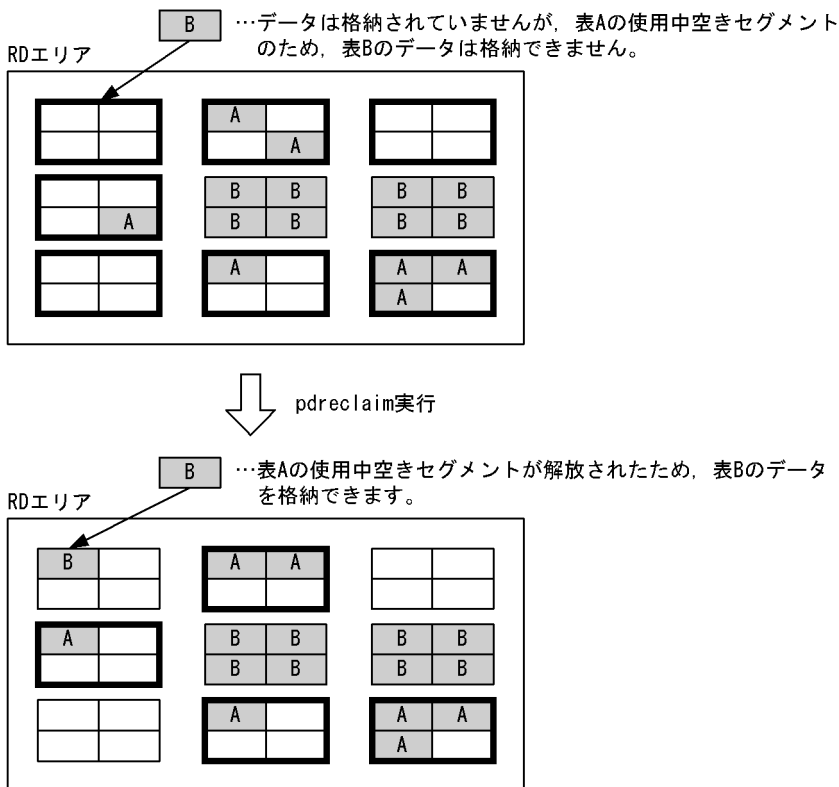 B …データは格納されていませんが，表Aの使用中空きセグメント
のため，表Bのデータは格納できません。
RDエリア
A
A
B B B B
A B B B B
A A A
A
pdreclaim実行
B …表Aの使用中空きセグメントが解放されたため，表Bのデータ
を格納できます。
RDエリア
B A A
A B B B B
B B B B
A A A
A